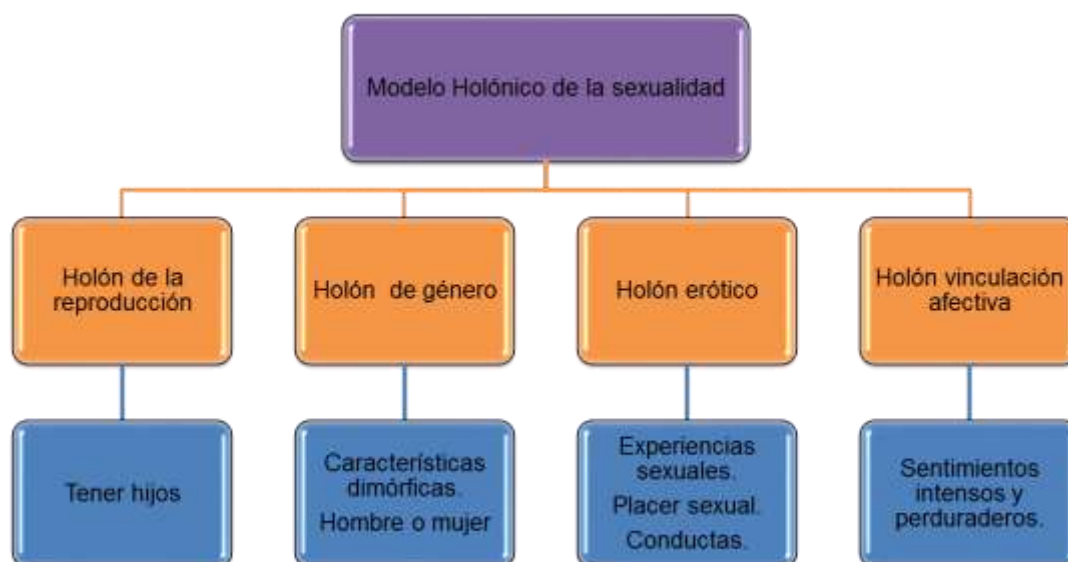 Modelo Holónico de la sexualidad
Holón de la
reproducción
Holón de género
Holón erótico
Holón vinculación
afectiva
Tener hijos
Características
dimórficas.
Hombre o mujer
Experiencias
sexuales.
Placer sexual.
Conductas.
Sentimientos
intensos y
perduraderos.